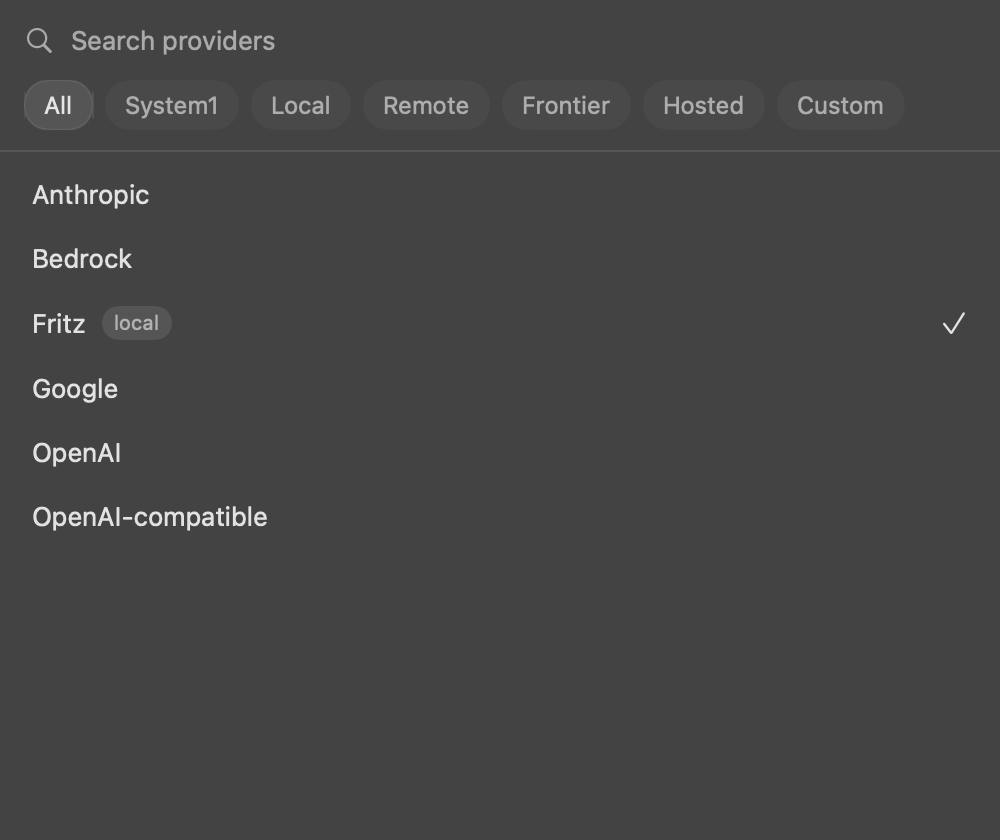 Search providers
All System1 Local Remote Frontier Hosted Custom
Anthropic
Bedrock
Fritz local
Google
OpenAI
OpenAI-compatible